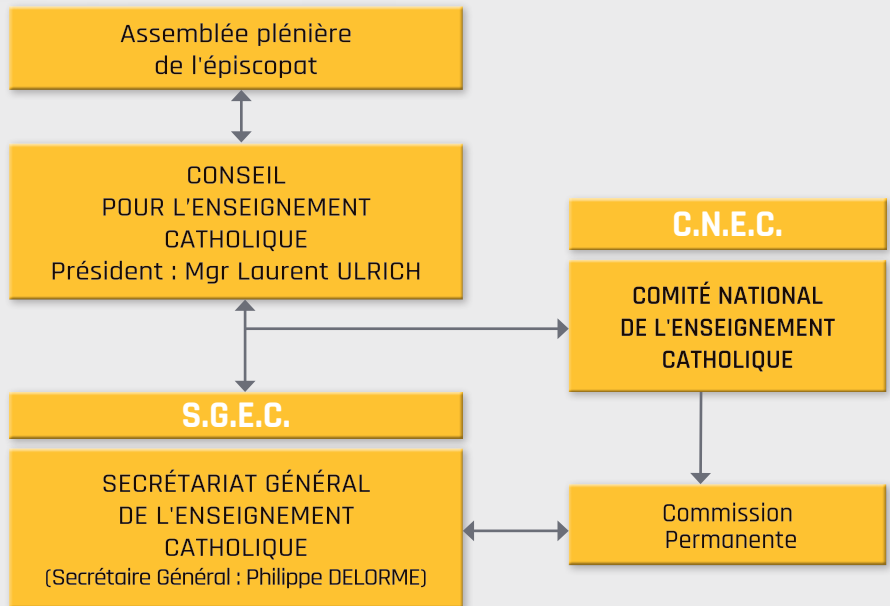 Assemblée plénière
de l'épiscopat
CONSEIL
POUR L’ENSEIGNEMENT
CATHOLIQUE
Président : Mgr Laurent ULRICH
C.N.E.C.
COMITÉ NATIONAL
DE L'ENSEIGNEMENT
CATHOLIQUE
S.G.E.C.
SECRÉTARIAT GÉNÉRAL
DE L'ENSEIGNEMENT
CATHOLIQUE
(Secrétaire Général : Philippe DELORME)
Commission
Permanente